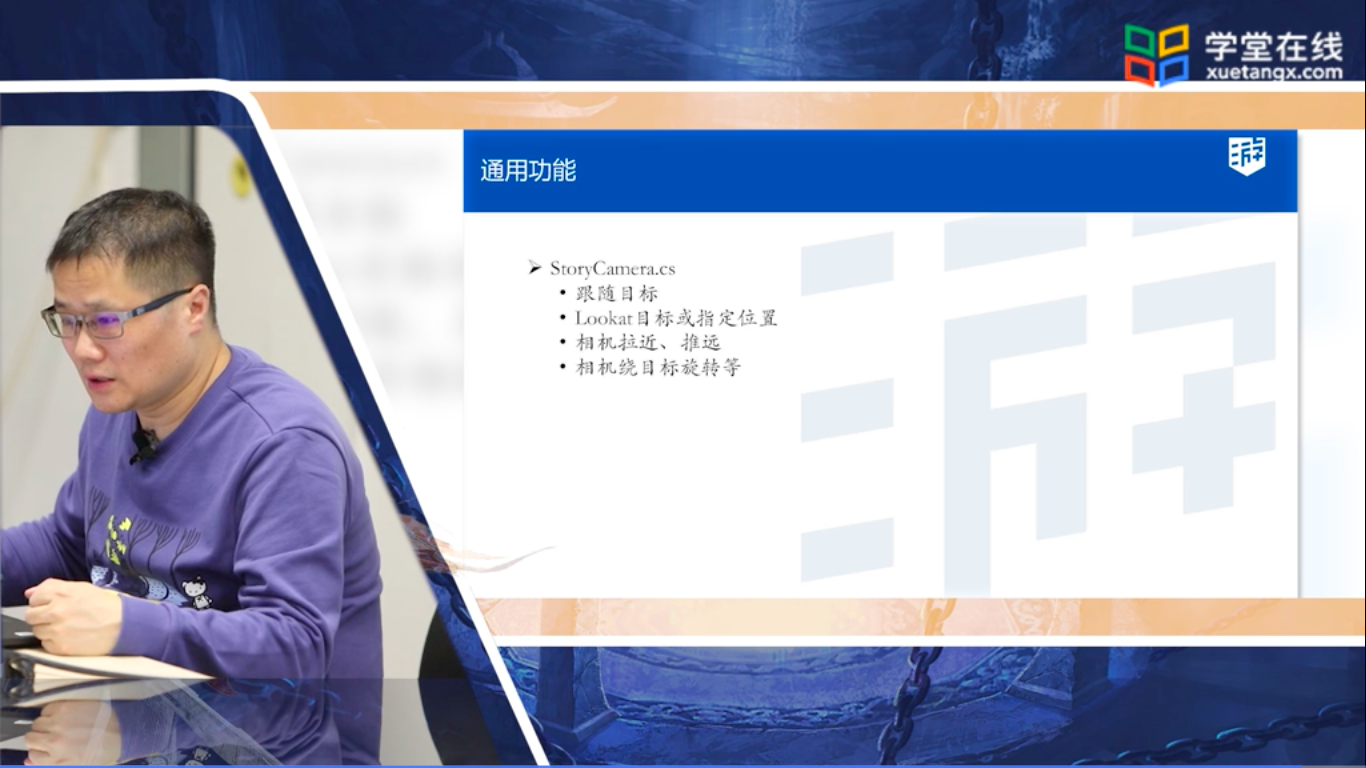 学堂在线
xuetangx.com
通用功能
游
➢ StoryCamera.cs
• 跟随目标
• Lookat目标或指定位置
• 相机拉近、推远
• 相机绕目标旋转等